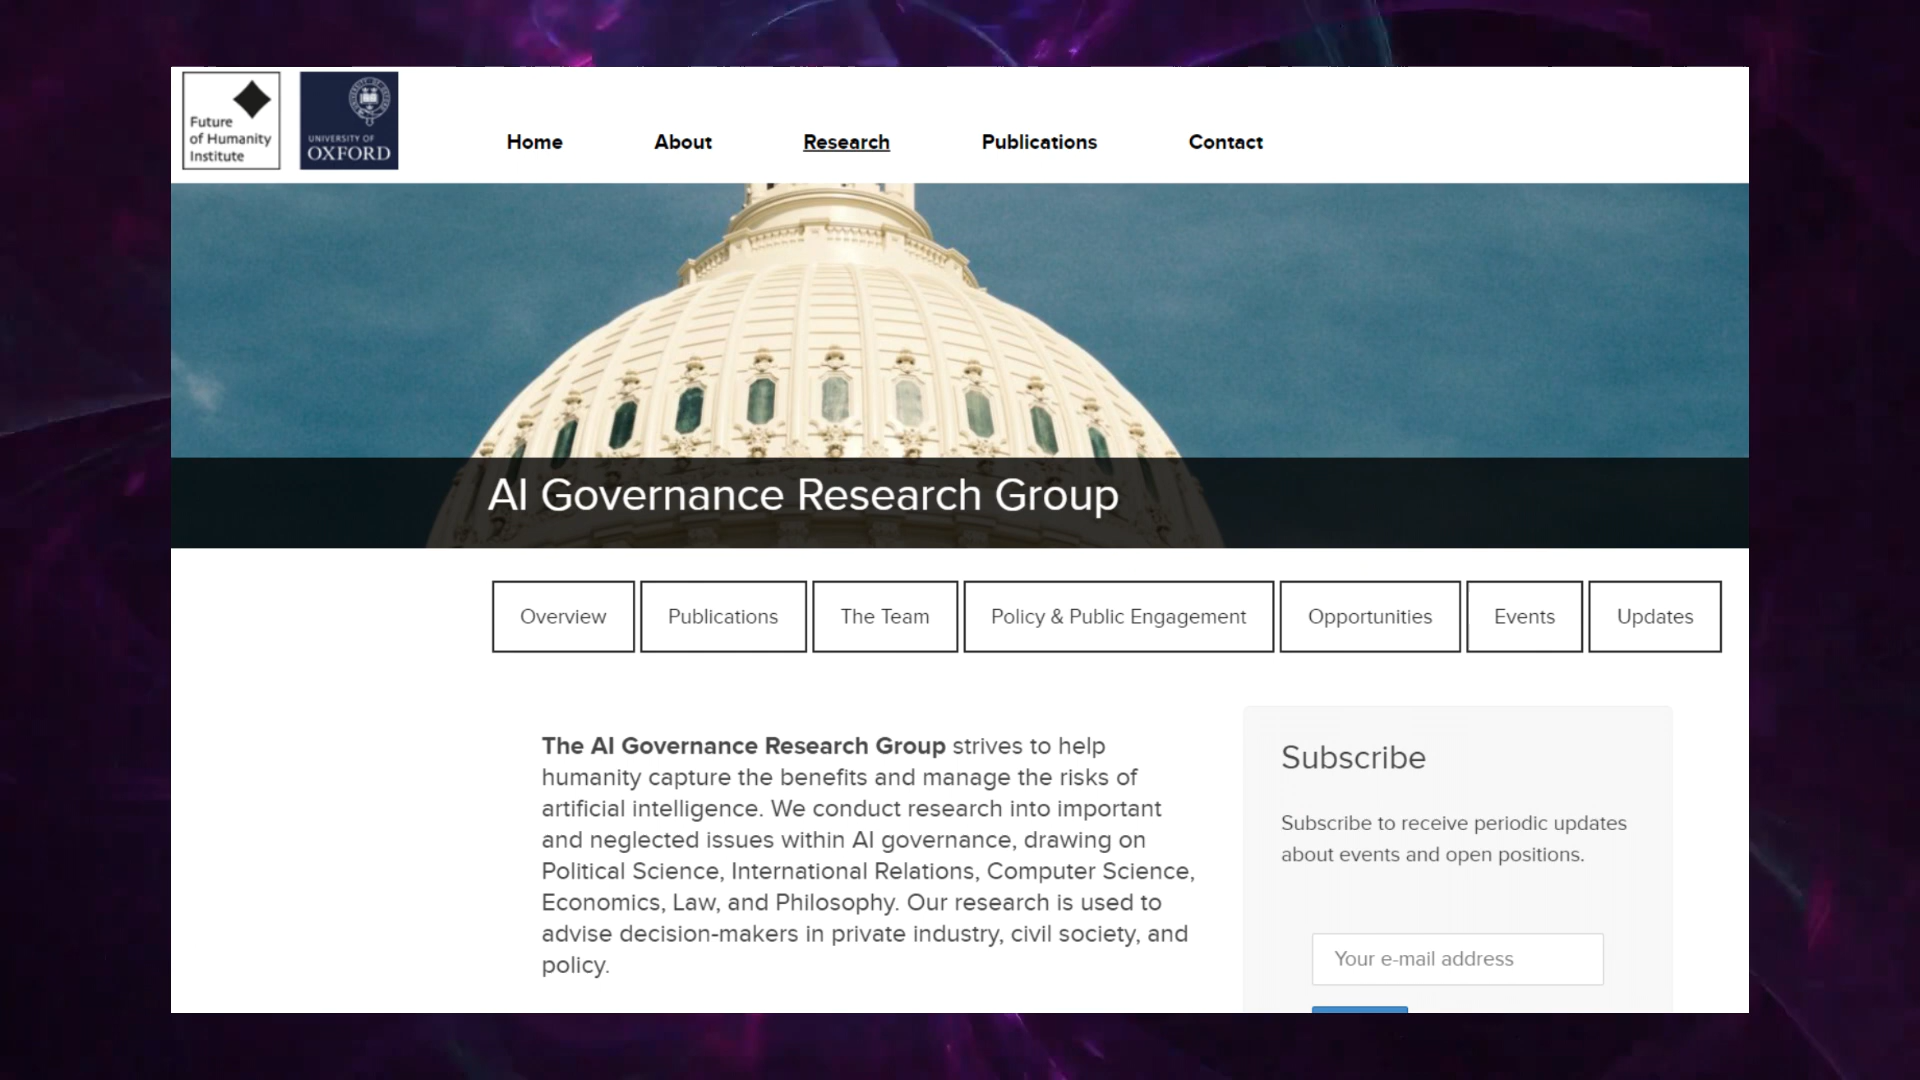 Future
of Humanity
Institute
UNIVERSITY OF
OXFORD
Home
About
Research
Publications
Contact
AI Governance Research Group
Overview
Publications
The Team
Policy & Public Engagement
Opportunities
Events
Updates
The AI Governance Research Group strives to help
humanity capture the benefits and manage the risks of
artificial intelligence. We conduct research into important
and neglected issues within AI governance, drawing on
Political Science, International Relations, Computer Science,
Economics, Law, and Philosophy. Our research is used to
advise decision-makers in private industry, civil society, and
policy.
Subscribe
Subscribe to receive periodic updates
about events and open positions.
Your e-mail address